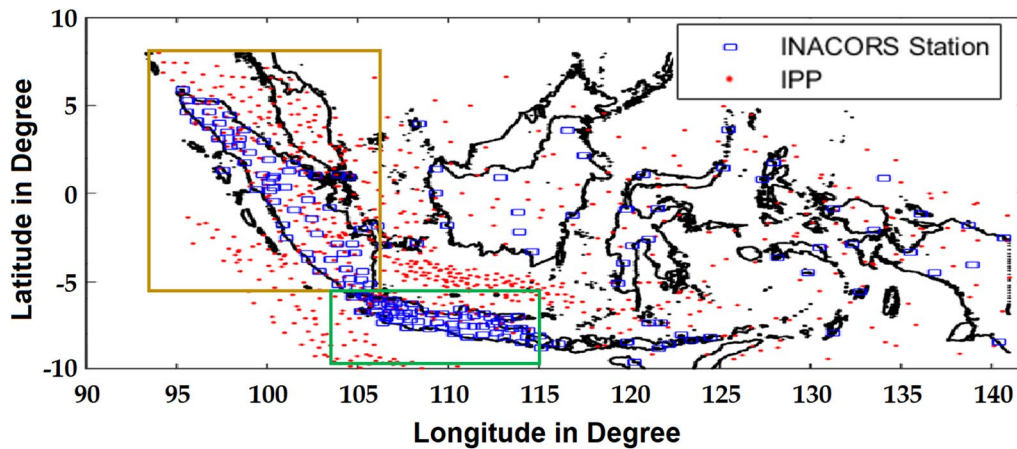 10
5
0
-5
-10
Latitude in Degree
INACORS Station
IPP
90 95 100 105 110 115 120 125 130 135 140
Longitude in Degree